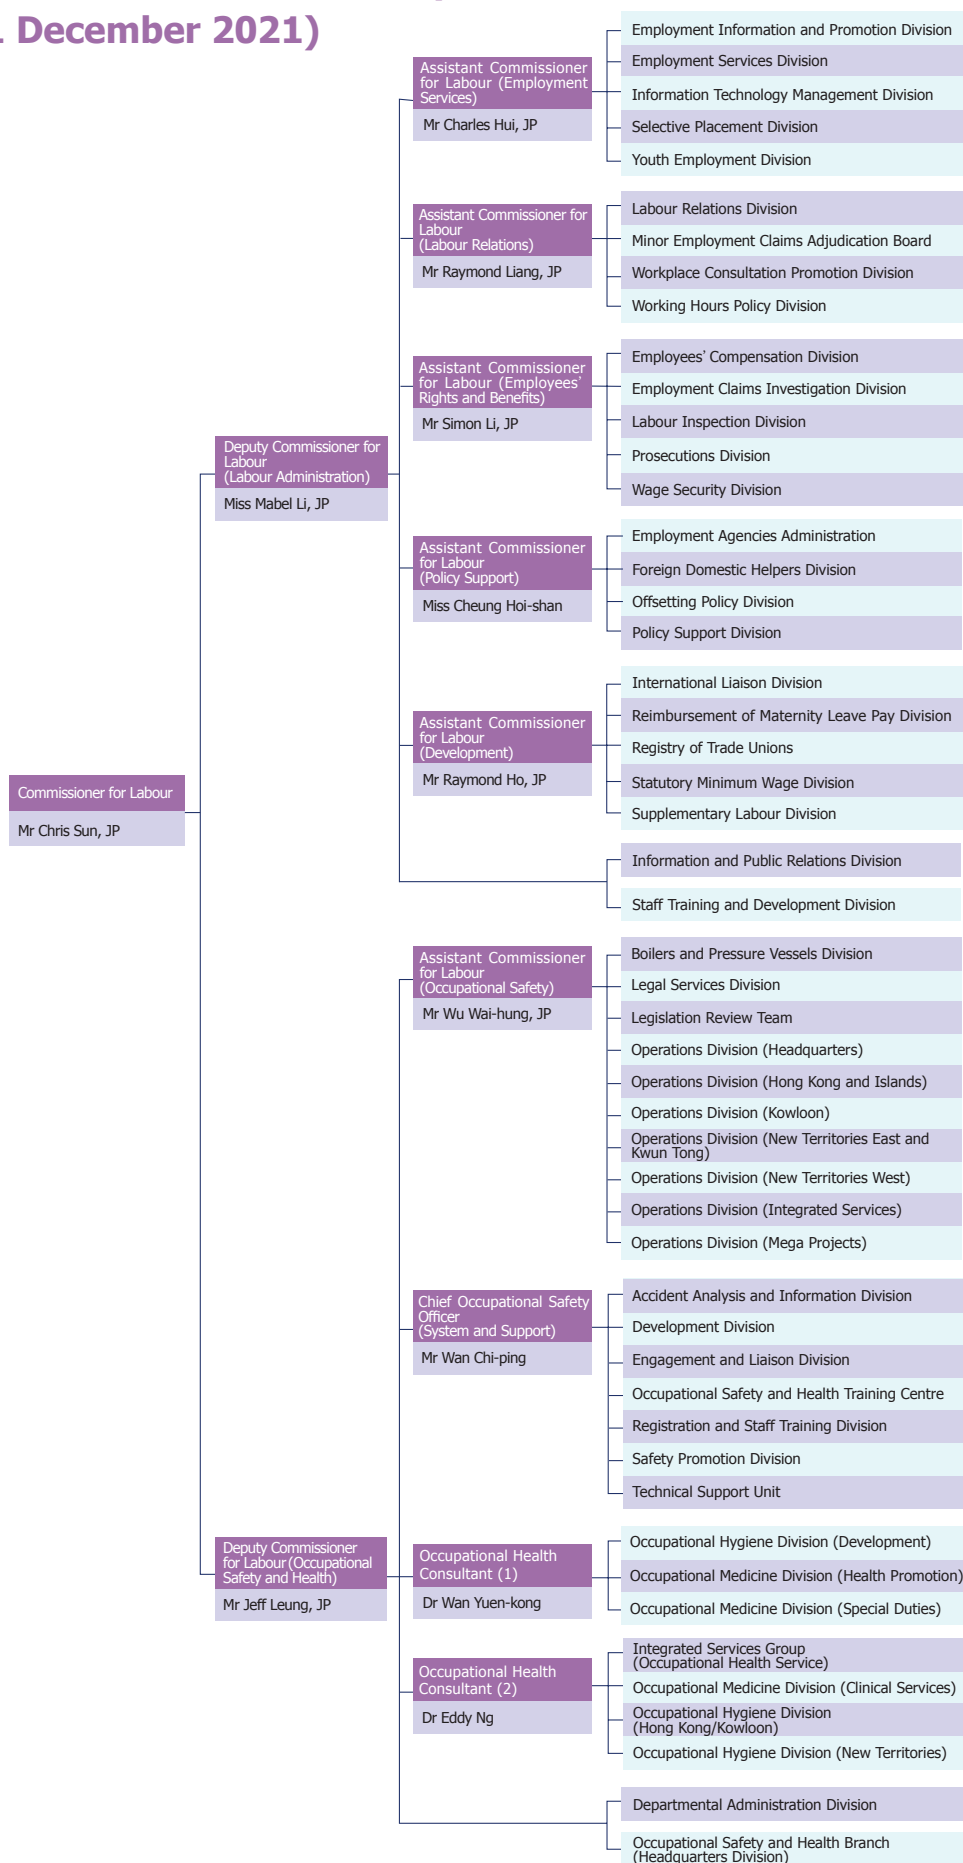 December 2021)
Employment Information and Promotion Division
Employment Services Division
Information Technology Management Division
Selective Placement Division
Youth Employment Division
Assistant Commissioner
for Labour (Employment
Services)
Mr Charles Hui, JP
Labour Relations Division
Minor Employment Claims Adjudication Board
Workplace Consultation Promotion Division
Working Hours Policy Division
Assistant Commissioner for
Labour
(Labour Relations)
Mr Raymond Liang, JP
Employees' Compensation Division
Employment Claims Investigation Division
Labour Inspection Division
Prosecutions Division
Wage Security Division
Assistant Commissioner
for Labour (Employees'
Rights and Benefits)
Mr Simon Li, JP
Deputy Commissioner for
Labour
(Labour Administration)
Miss Mabel Li, JP
Employment Agencies Administration
Foreign Domestic Helpers Division
Offsetting Policy Division
Policy Support Division
Assistant Commissioner
for Labour
(Policy Support)
Miss Cheung Hoi-shan
International Liaison Division
Reimbursement of Maternity Leave Pay Division
Registry of Trade Unions
Statutory Minimum Wage Division
Supplementary Labour Division
Assistant Commissioner
for Labour
(Development)
Mr Raymond Ho, JP
Commissioner for Labour
Mr Chris Sun, JP
Information and Public Relations Division
Staff Training and Development Division
Assistant Commissioner
for Labour
(Occupational Safety)
Mr Wu Wai-hung, JP
Boilers and Pressure Vessels Division
Legal Services Division
Legislation Review Team
Operations Division (Headquarters)
Operations Division (Hong Kong and Islands)
Operations Division (Kowloon)
Operations Division (New Territories East and
Kwun Tong)
Operations Division (New Territories West)
Operations Division (Integrated Services)
Operations Division (Mega Projects)
Chief Occupational Safety
Officer
(System and Support)
Mr Wan Chi-ping
Accident Analysis and Information Division
Development Division
Engagement and Liaison Division
Occupational Safety and Health Training Centre
Registration and Staff Training Division
Safety Promotion Division
Technical Support Unit
Deputy Commissioner
for Labour (Occupational
Safety and Health)
Mr Jeff Leung, JP
Occupational Health
Consultant (1)
Dr Wan Yuen-kong
Occupational Hygiene Division (Development)
Occupational Medicine Division (Health Promotion)
Occupational Medicine Division (Special Duties)
Occupational Health
Consultant (2)
Dr Eddy Ng
Integrated Services Group
(Occupational Health Service)
Occupational Medicine Division (Clinical Services)
Occupational Hygiene Division
(Hong Kong/Kowloon)
Occupational Hygiene Division (New Territories)
Departmental Administration Division
Occupational Safety and Health Branch
(Headquarters Division)